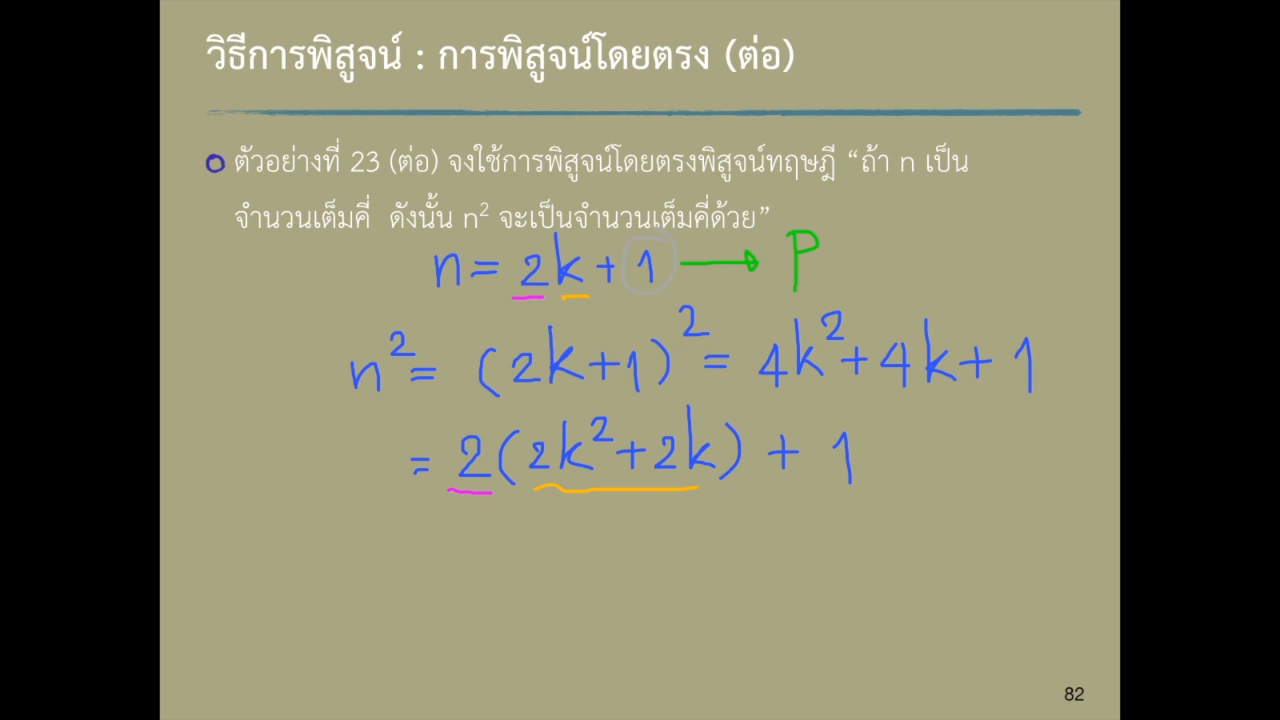 วิธีการพิสูจน์ : การพิสูจน์โดยตรง (ต่อ)
ตัวอย่างที่ 23 (ต่อ) จงใช้การพิสูจน์โดยตรงพิสูจน์ทฤษฎี “ถ้า n เป็น
จำนวนเต็มคี่ ดังนั้น n² จะเป็นจำนวนเต็มคี่ด้วย”
n = 2k + 1 → P
n² = (2k+1)² = 4k² + 4k + 1
= 2(2k² + 2k) + 1
82